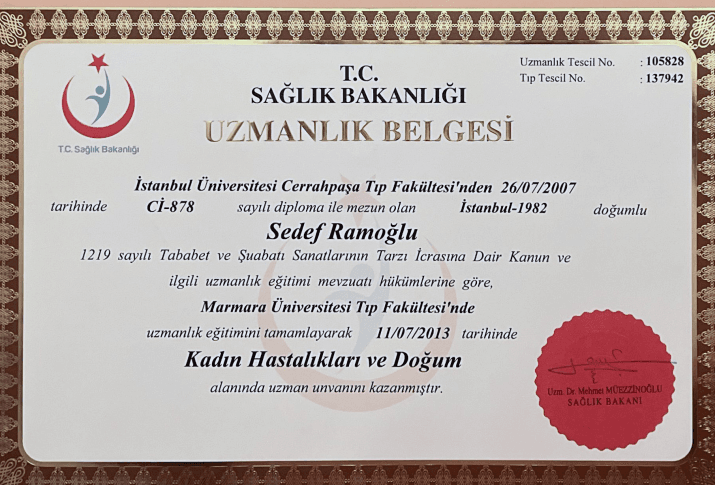 T.C. Sağlık Bakanlığı
T.C.
SAĞLIK BAKANLIĞI
UZMANLIK BELGESİ
Uzmanlık Tescil No. : 105828
Tıp Tescil No. : 137942
İstanbul Üniversitesi Cerrahpaşa Tıp Fakültesi'nden 26/07/2007
tarihinde Cİ-878 sayılı diploma ile mezun olan İstanbul-1982 doğumlu
Sedef Ramoğlu
1219 sayılı Tababet ve Şuabatı Sanatlarının Tarzı İcrasına Dair Kanun ve
ilgili uzmanlık eğitimi mevzuatı hükümlerine göre,
Marmara Üniversitesi Tıp Fakültesi'nde
uzmanlık eğitimini tamamlayarak 11/07/2013 tarihinde
Kadın Hastalıkları ve Doğum
alanında uzman unvanını kazanmıştır.
Uzm. Dr. Mehmet MÜEZZİNOĞLU
SAĞLIK BAKANI